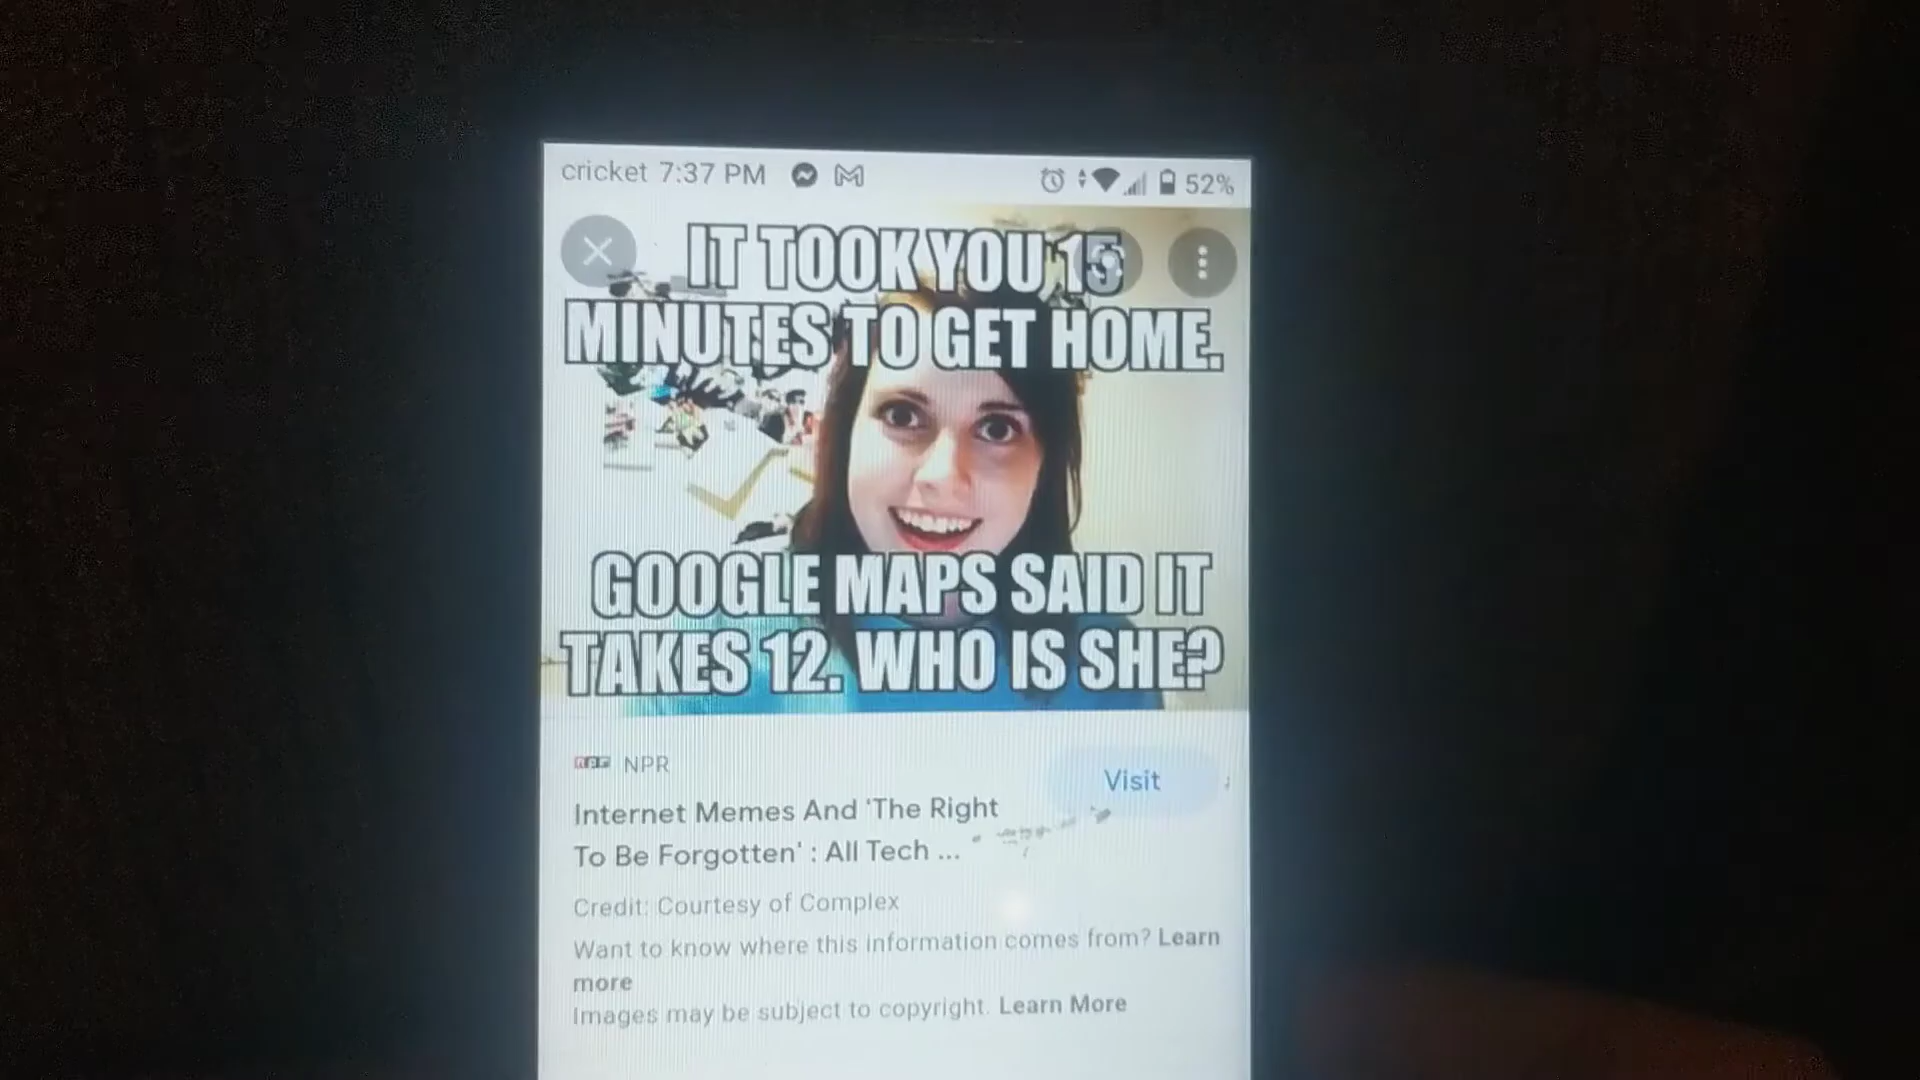 cricket 7:37 PM 52%
IT TOOK YOU 15
MINUTES TO GET HOME.
GOOGLE MAPS SAID IT
TAKES 12. WHO IS SHE?
npr NPR
Visit
Internet Memes And 'The Right
To Be Forgotten' : All Tech ...
Credit: Courtesy of Complex
Want to know where this information comes from? Learn
more
Images may be subject to copyright. Learn More